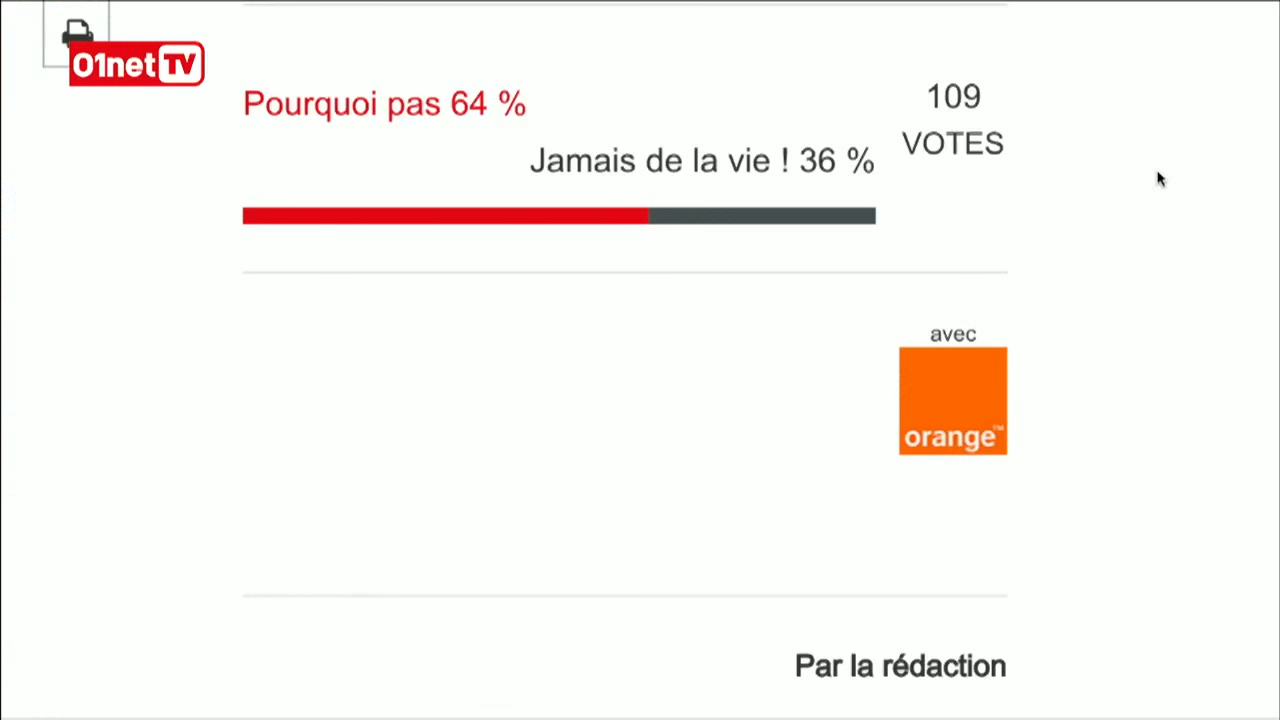 01net TV
Pourquoi pas 64 %
109
VOTES
Jamais de la vie ! 36 %
avec
orange™
Par la rédaction